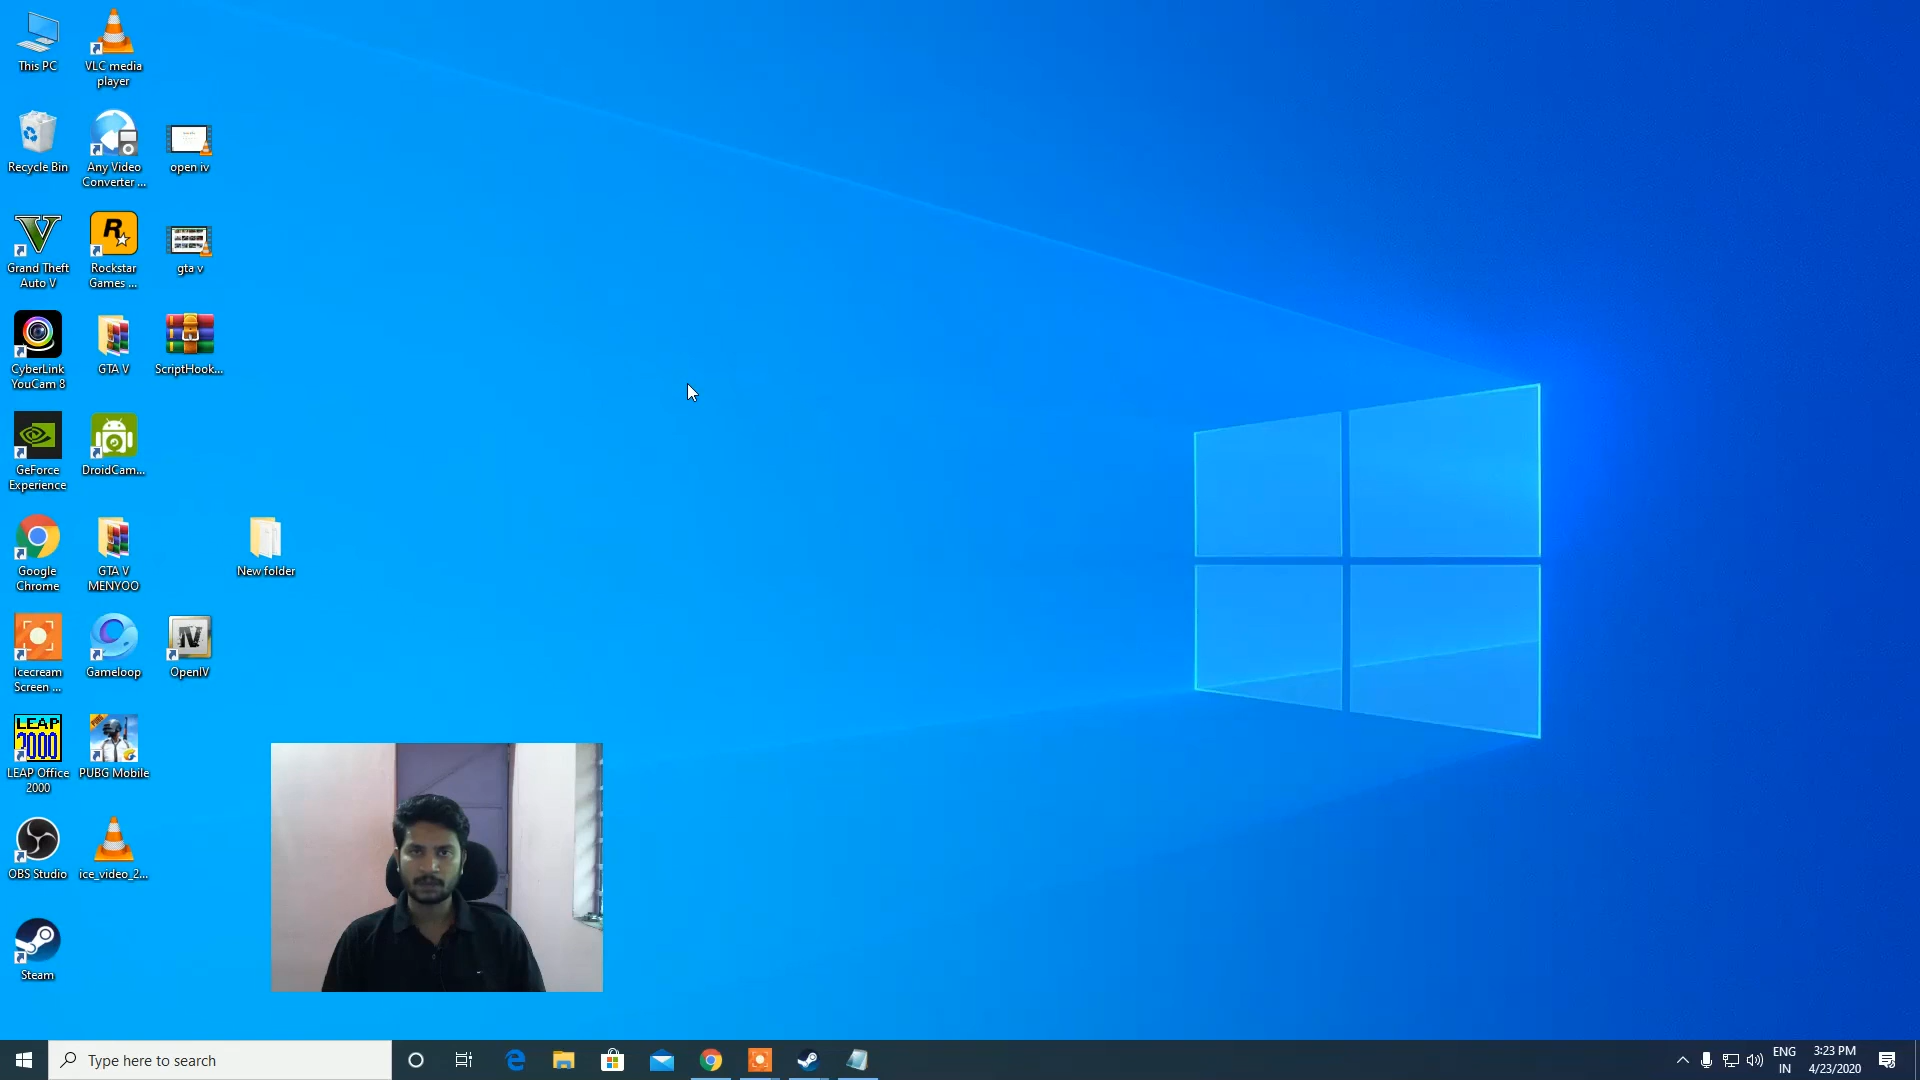 This PC
VLC media
player
Recycle Bin
Any Video
Converter ...
open iv
Grand Theft
Auto V
Rockstar
Games ...
gta v
CyberLink
YouCam 8
GTA V
ScriptHook...
GeForce
Experience
DroidCam...
Google
Chrome
GTA V
MENYOO
New folder
Icecream
Screen ...
Gameloop
OpenIV
LEAP
2000
LEAP Office
2000
PUBG Mobile
OBS Studio
ice_video_2...
Steam
Type here to search
ENG
IN
3:23 PM
4/23/2020